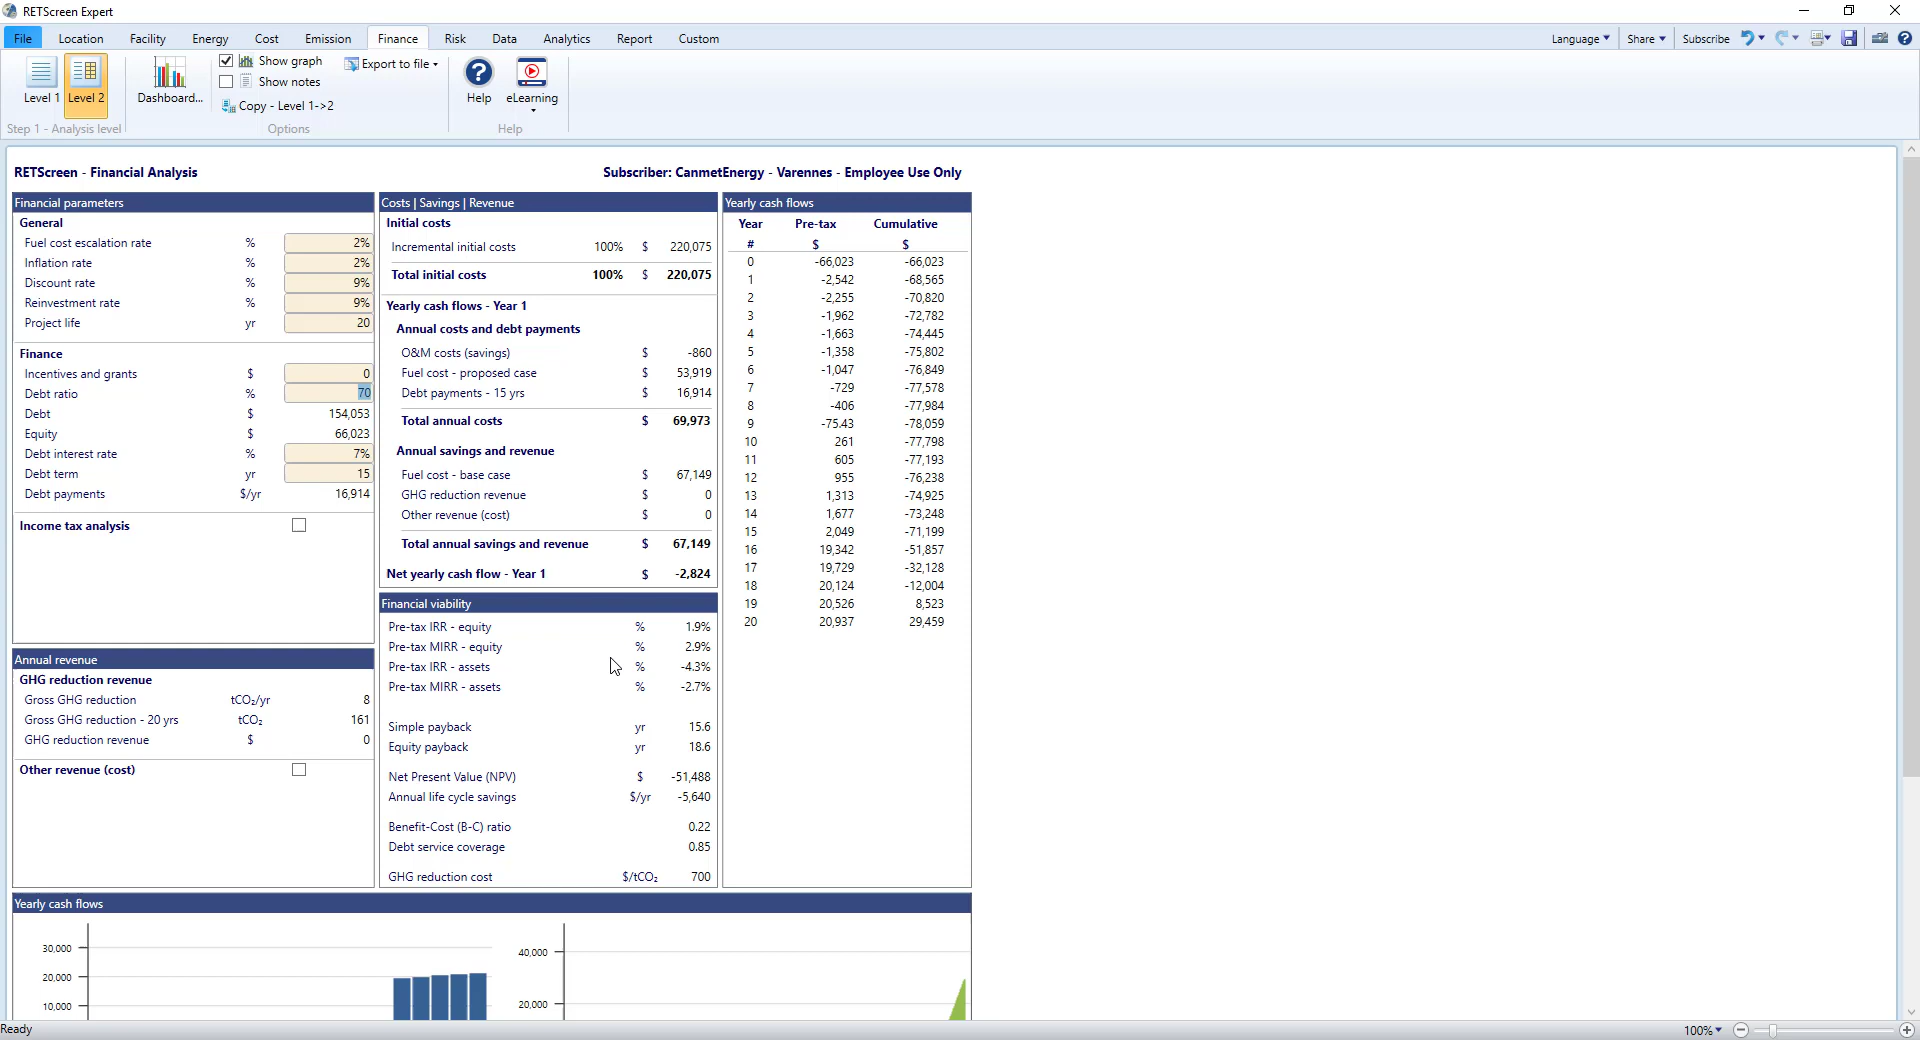 RETScreen Expert
File Location Facility Energy Cost Emission Finance Risk Data Analytics Report Custom Language Share Subscribe
Level 1 Level 2
Step 1 - Analysis level
Dashboard...
Show graph
Show notes
Copy - Level 1->2
Export to file
Options
Help eLearning
Help
RETScreen - Financial Analysis
Subscriber: CanmetEnergy - Varennes - Employee Use Only
Financial parameters
General
Fuel cost escalation rate % 2%
Inflation rate % 2%
Discount rate % 9%
Reinvestment rate % 9%
Project life yr 20
Finance
Incentives and grants $ 0
Debt ratio % 70
Debt $ 154,053
Equity $ 66,023
Debt interest rate % 7%
Debt term yr 15
Debt payments $/yr 16,914
Income tax analysis
Annual revenue
GHG reduction revenue
Gross GHG reduction tCO₂/yr 8
Gross GHG reduction - 20 yrs tCO₂ 161
GHG reduction revenue $ 0
Other revenue (cost)
Costs | Savings | Revenue
Initial costs
Incremental initial costs 100% $ 220,075
Total initial costs 100% $ 220,075
Yearly cash flows - Year 1
Annual costs and debt payments
O&M costs (savings) $ -860
Fuel cost - proposed case $ 53,919
Debt payments - 15 yrs $ 16,914
Total annual costs $ 69,973
Annual savings and revenue
Fuel cost - base case $ 67,149
GHG reduction revenue $ 0
Other revenue (cost) $ 0
Total annual savings and revenue $ 67,149
Net yearly cash flow - Year 1 $ -2,824
Financial viability
Pre-tax IRR - equity % 1.9%
Pre-tax MIRR - equity % 2.9%
Pre-tax IRR - assets % -4.3%
Pre-tax MIRR - assets % -2.7%
Simple payback yr 15.6
Equity payback yr 18.6
Net Present Value (NPV) $ -51,488
Annual life cycle savings $/yr -5,640
Benefit-Cost (B-C) ratio 0.22
Debt service coverage 0.85
GHG reduction cost $/tCO₂ 700
Yearly cash flows
Year Pre-tax Cumulative
# $ $
0 -66,023 -66,023
1 -2,542 -68,565
2 -2,255 -70,820
3 -1,962 -72,782
4 -1,663 -74,445
5 -1,358 -75,802
6 -1,047 -76,849
7 -729 -77,578
8 -406 -77,984
9 -75.43 -78,059
10 261 -77,798
11 605 -77,193
12 955 -76,238
13 1,313 -74,925
14 1,677 -73,248
15 2,049 -71,199
16 19,342 -51,857
17 19,729 -32,128
18 20,124 -12,004
19 20,526 8,523
20 20,937 29,459
Yearly cash flows
30,000
20,000
10,000
40,000
20,000
Ready
100%